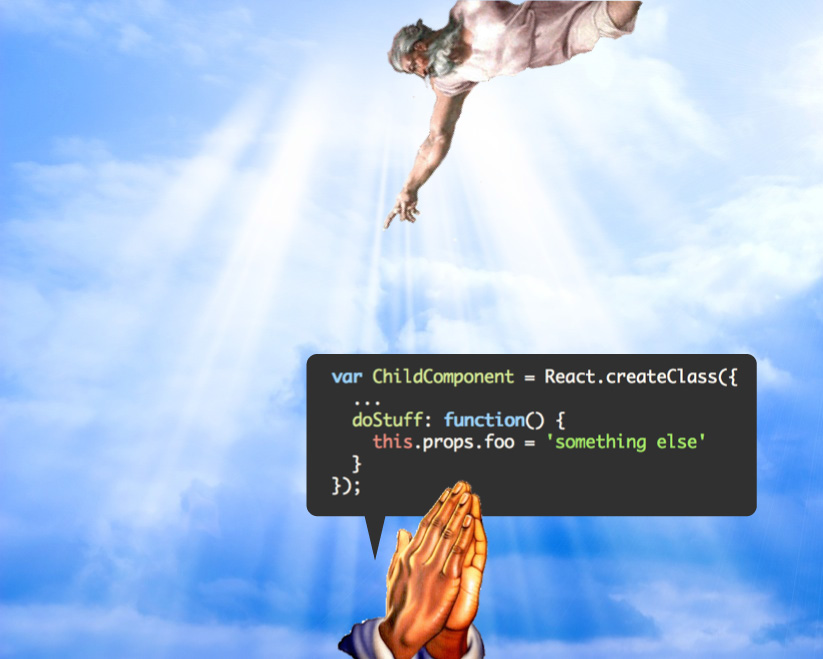 var ChildComponent = React.createClass({
  ...
  doStuff: function() {
    this.props.foo = 'something else'
  }
});